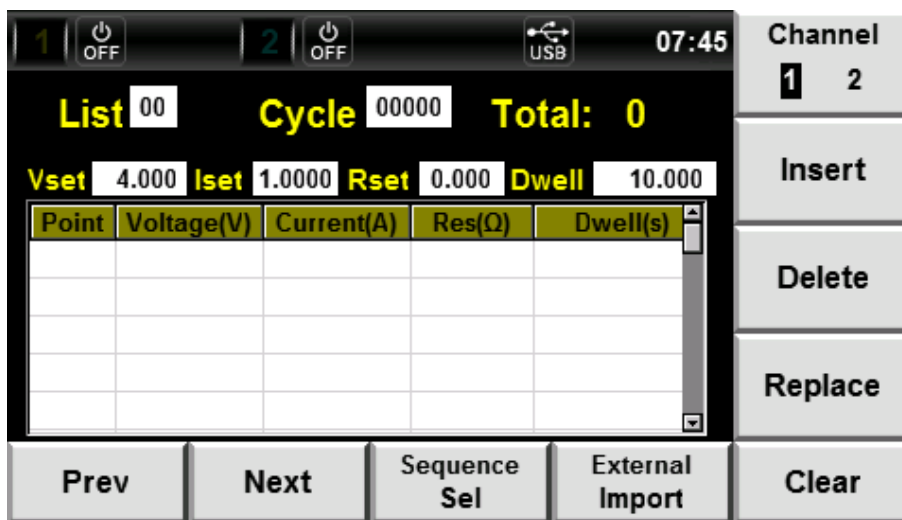 1 OFF 2 OFF USB 07:45
Channel
1 2
List 00 Cycle 00000 Total: 0
Insert
Vset 4.000 Iset 1.0000 Rset 0.000 Dwell 10.000
Point Voltage(V) Current(A) Res(Ω) Dwell(s)
Delete
Replace
Prev
Next
Sequence
Sel
External
Import
Clear